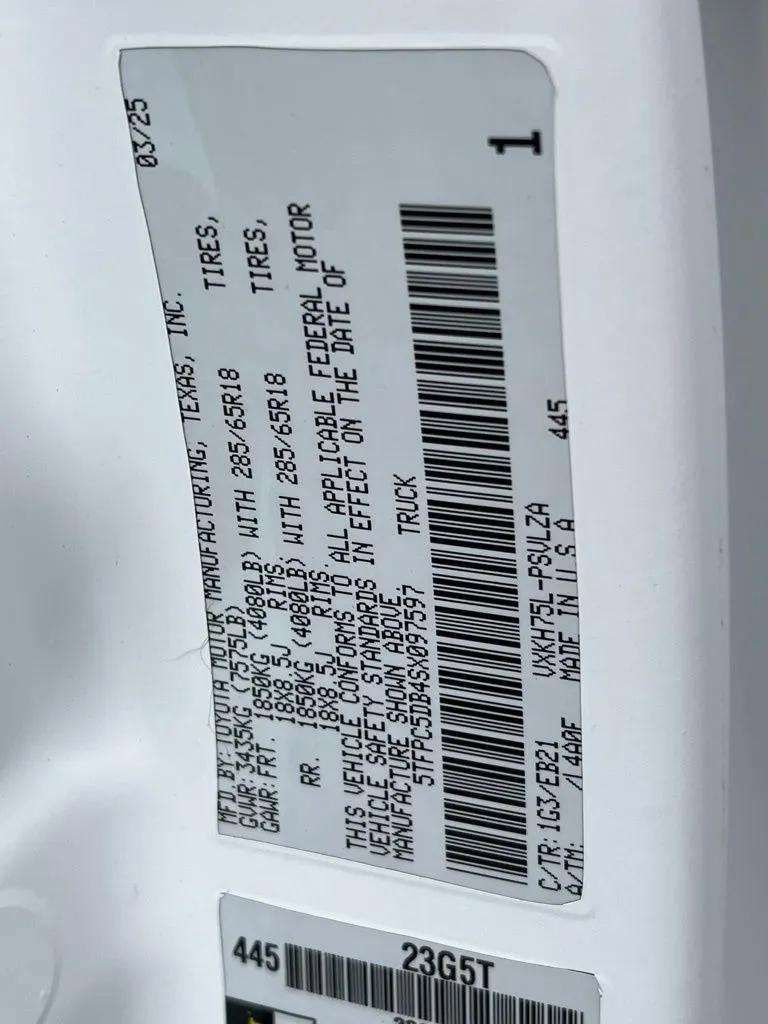 03/25
MFD.BY: TOYOTA MOTOR MANUFACTURING, TEXAS, INC.
GVWR: 3435KG (7575LB)
GAWR: FRT. 1850KG (4080LB) WITH 285/65R18 TIRES,
18X8.5J RIMS.
RR. 1850KG (4080LB) WITH 285/65R18 TIRES,
18X8.5J RIMS.
THIS VEHICLE CONFORMS TO ALL APPLICABLE FEDERAL MOTOR
VEHICLE SAFETY STANDARDS IN EFFECT ON THE DATE OF
MANUFACTURE SHOWN ABOVE.
5TFPC5DB4SX097597 TRUCK
1
C/TR: 1G3/EB21 VXKH75L-PSVLZA 445
A/TM: /L4A0F MADE IN U S A
445 23G5T